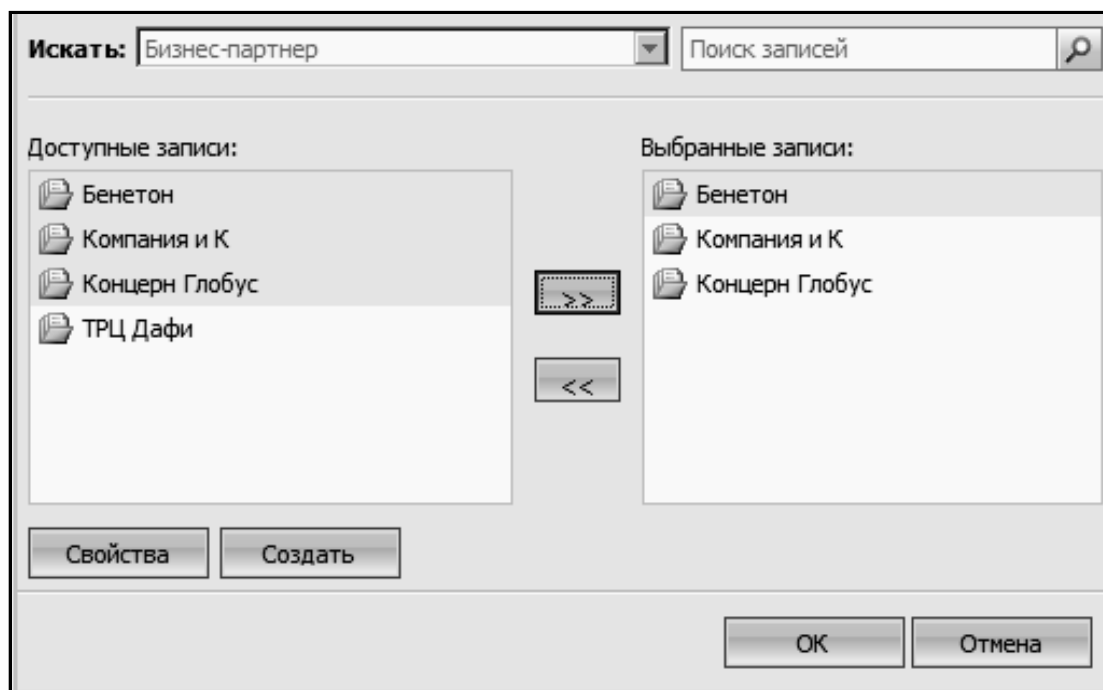 Искать: Бизнес-партнер Поиск записей
Доступные записи:
Бенетон
Компания и К
Концерн Глобус
ТРЦ Дафи
>>
<<
Выбранные записи:
Бенетон
Компания и К
Концерн Глобус
Свойства Создать
ОК Отмена